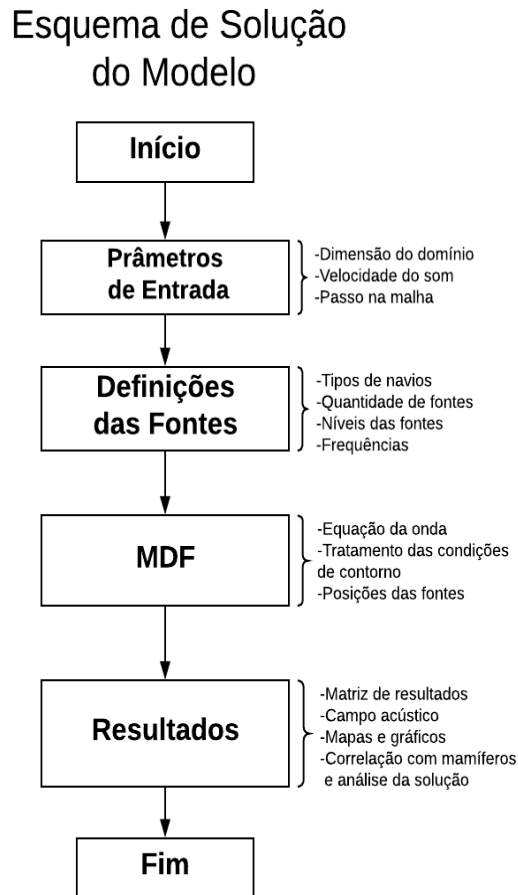 Esquema de Solução
do Modelo
Início
Prâmetros
de Entrada
-Dimensão do domínio
-Velocidade do som
-Passo na malha
Definições
das Fontes
-Tipos de navios
-Quantidade de fontes
-Níveis das fontes
-Frequências
MDF
-Equação da onda
-Tratamento das condições
de contorno
-Posições das fontes
Resultados
-Matriz de resultados
-Campo acústico
-Mapas e gráficos
-Correlação com mamíferos
e análise da solução
Fim